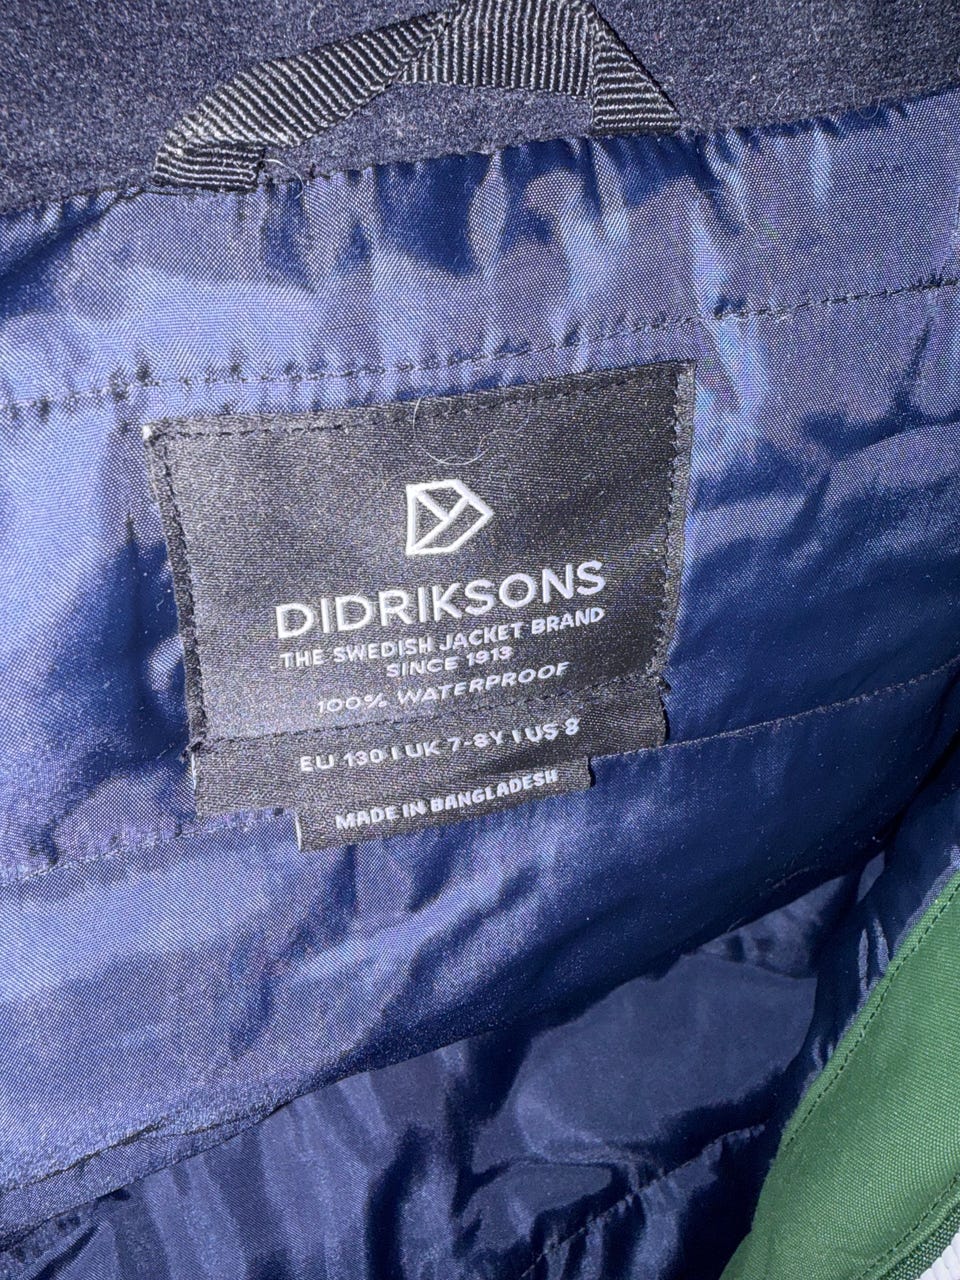 DIDRIKSONS
THE SWEDISH JACKET BRAND
SINCE 1913
100% WATERPROOF
EU 130 I UK 7-8Y I US 8
MADE IN BANGLADESH